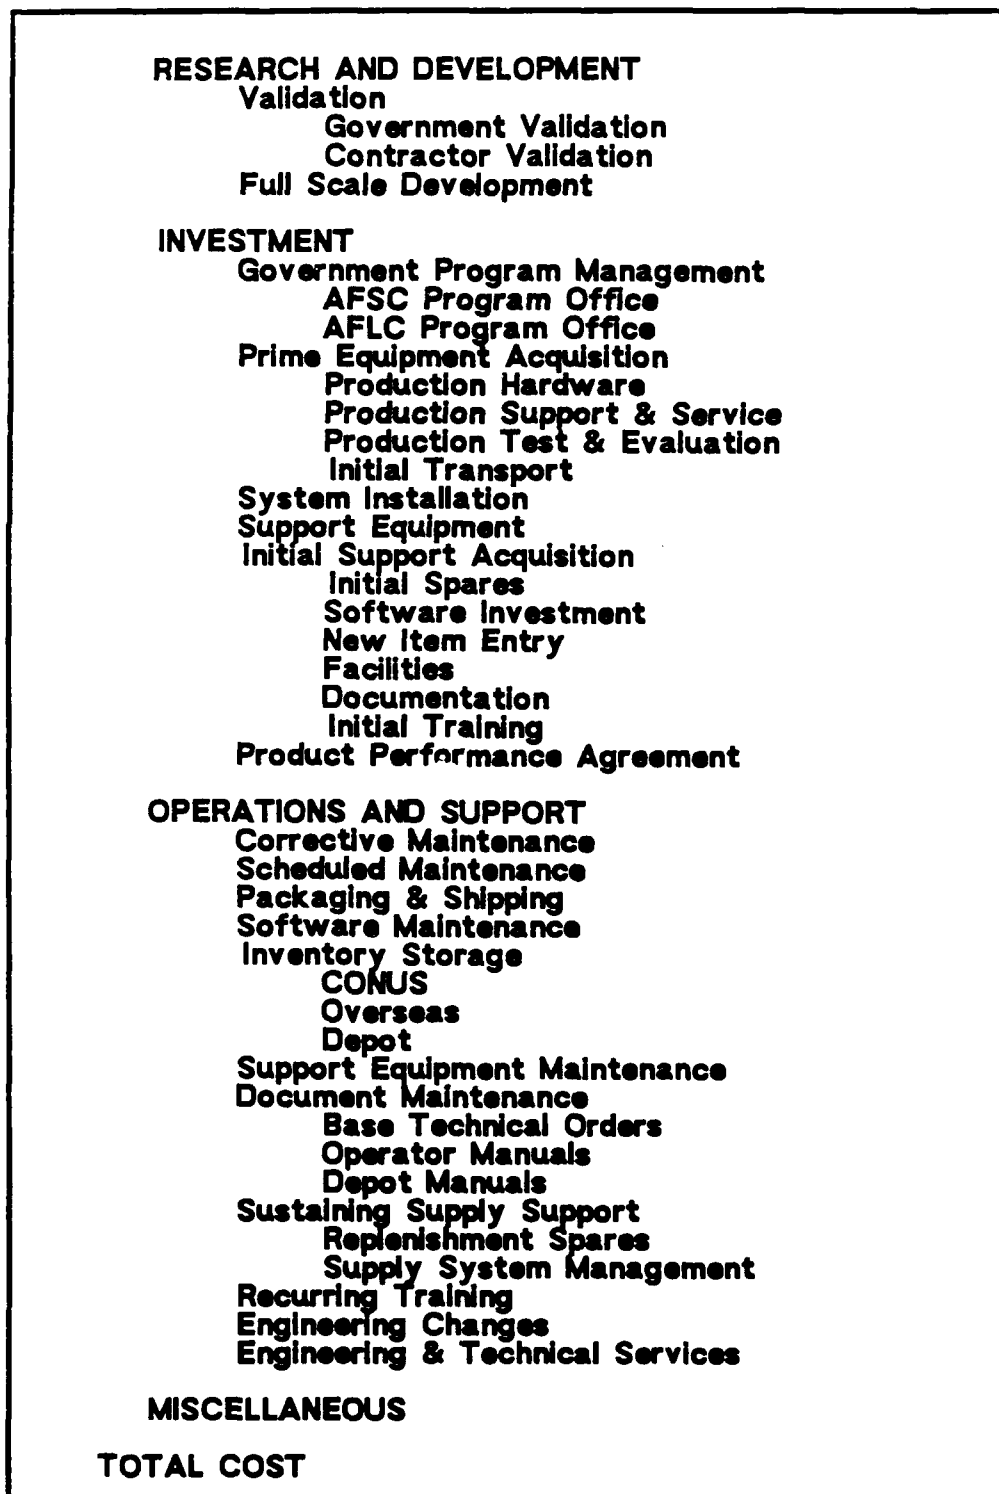 RESEARCH AND DEVELOPMENT
Validation
Government Validation
Contractor Validation
Full Scale Development
INVESTMENT
Government Program Management
AFSC Program Office
AFLC Program Office
Prime Equipment Acquisition
Production Hardware
Production Support & Service
Production Test & Evaluation
Initial Transport
System Installation
Support Equipment
Initial Support Acquisition
Initial Spares
Software Investment
New Item Entry
Facilities
Documentation
Initial Training
Product Performance Agreement
OPERATIONS AND SUPPORT
Corrective Maintenance
Scheduled Maintenance
Packaging & Shipping
Software Maintenance
Inventory Storage
CONUS
Overseas
Depot
Support Equipment Maintenance
Document Maintenance
Base Technical Orders
Operator Manuals
Depot Manuals
Sustaining Supply Support
Replenishment Spares
Supply System Management
Recurring Training
Engineering Changes
Engineering & Technical Services
MISCELLANEOUS
TOTAL COST